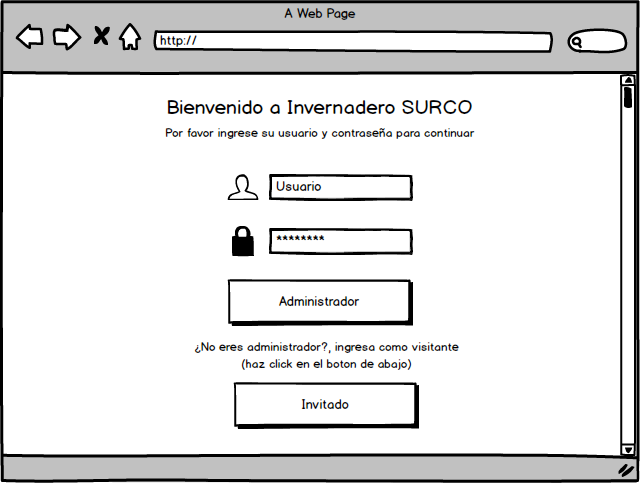 A Web Page
http://
Bienvenido a Invernadero SURCO
Por favor ingrese su usuario y contraseña para continuar
Usuario
********
Administrador
¿No eres administrador?, ingresa como visitante
(haz click en el boton de abajo)
Invitado